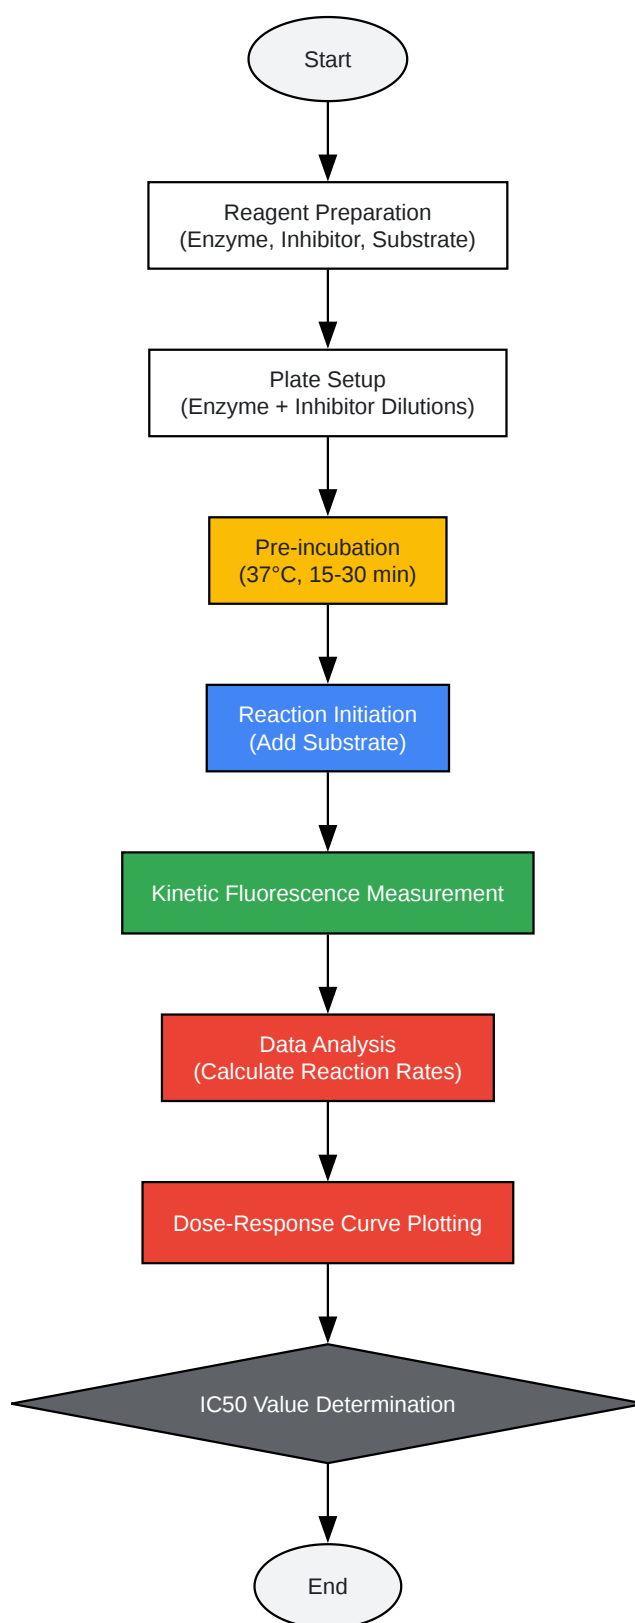 Start
Reagent Preparation
(Enzyme, Inhibitor, Substrate)
Plate Setup
(Enzyme + Inhibitor Dilutions)
Pre-incubation
(37°C, 15-30 min)
Reaction Initiation
(Add Substrate)
Kinetic Fluorescence Measurement
Data Analysis
(Calculate Reaction Rates)
Dose-Response Curve Plotting
IC50 Value Determination
End